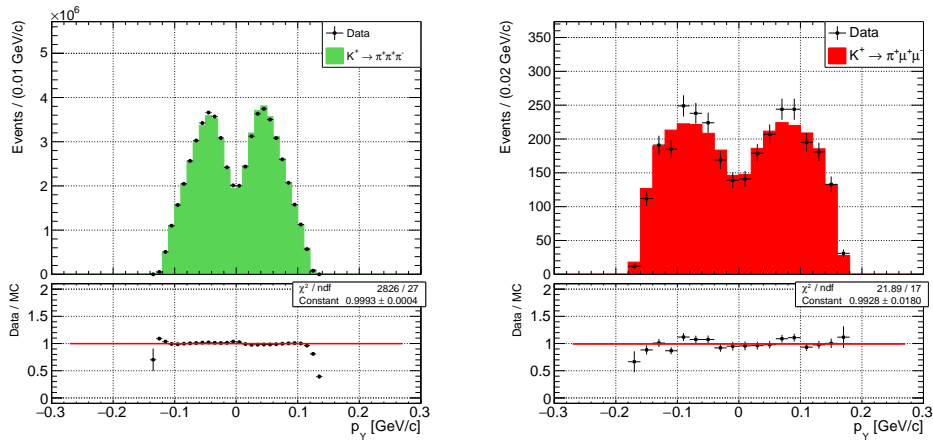 ×10⁶
Events / (0.01 GeV/c)
6
5
4
3
2
1
0
Data
K⁺ → π⁺π⁺π⁻
Data / MC
2
1.5
1
0.5
0
χ² / ndf 2826 / 27
Constant 0.9993 ± 0.0004
−0.3 −0.2 −0.1 0 0.1 0.2 0.3
p_Y [GeV/c]
Events / (0.02 GeV/c)
350
300
250
200
150
100
50
0
Data
K⁺ → π⁺μ⁺μ⁻
Data / MC
2
1.5
1
0.5
0
χ² / ndf 21.89 / 17
Constant 0.9928 ± 0.0180
−0.3 −0.2 −0.1 0 0.1 0.2 0.3
p_Y [GeV/c]